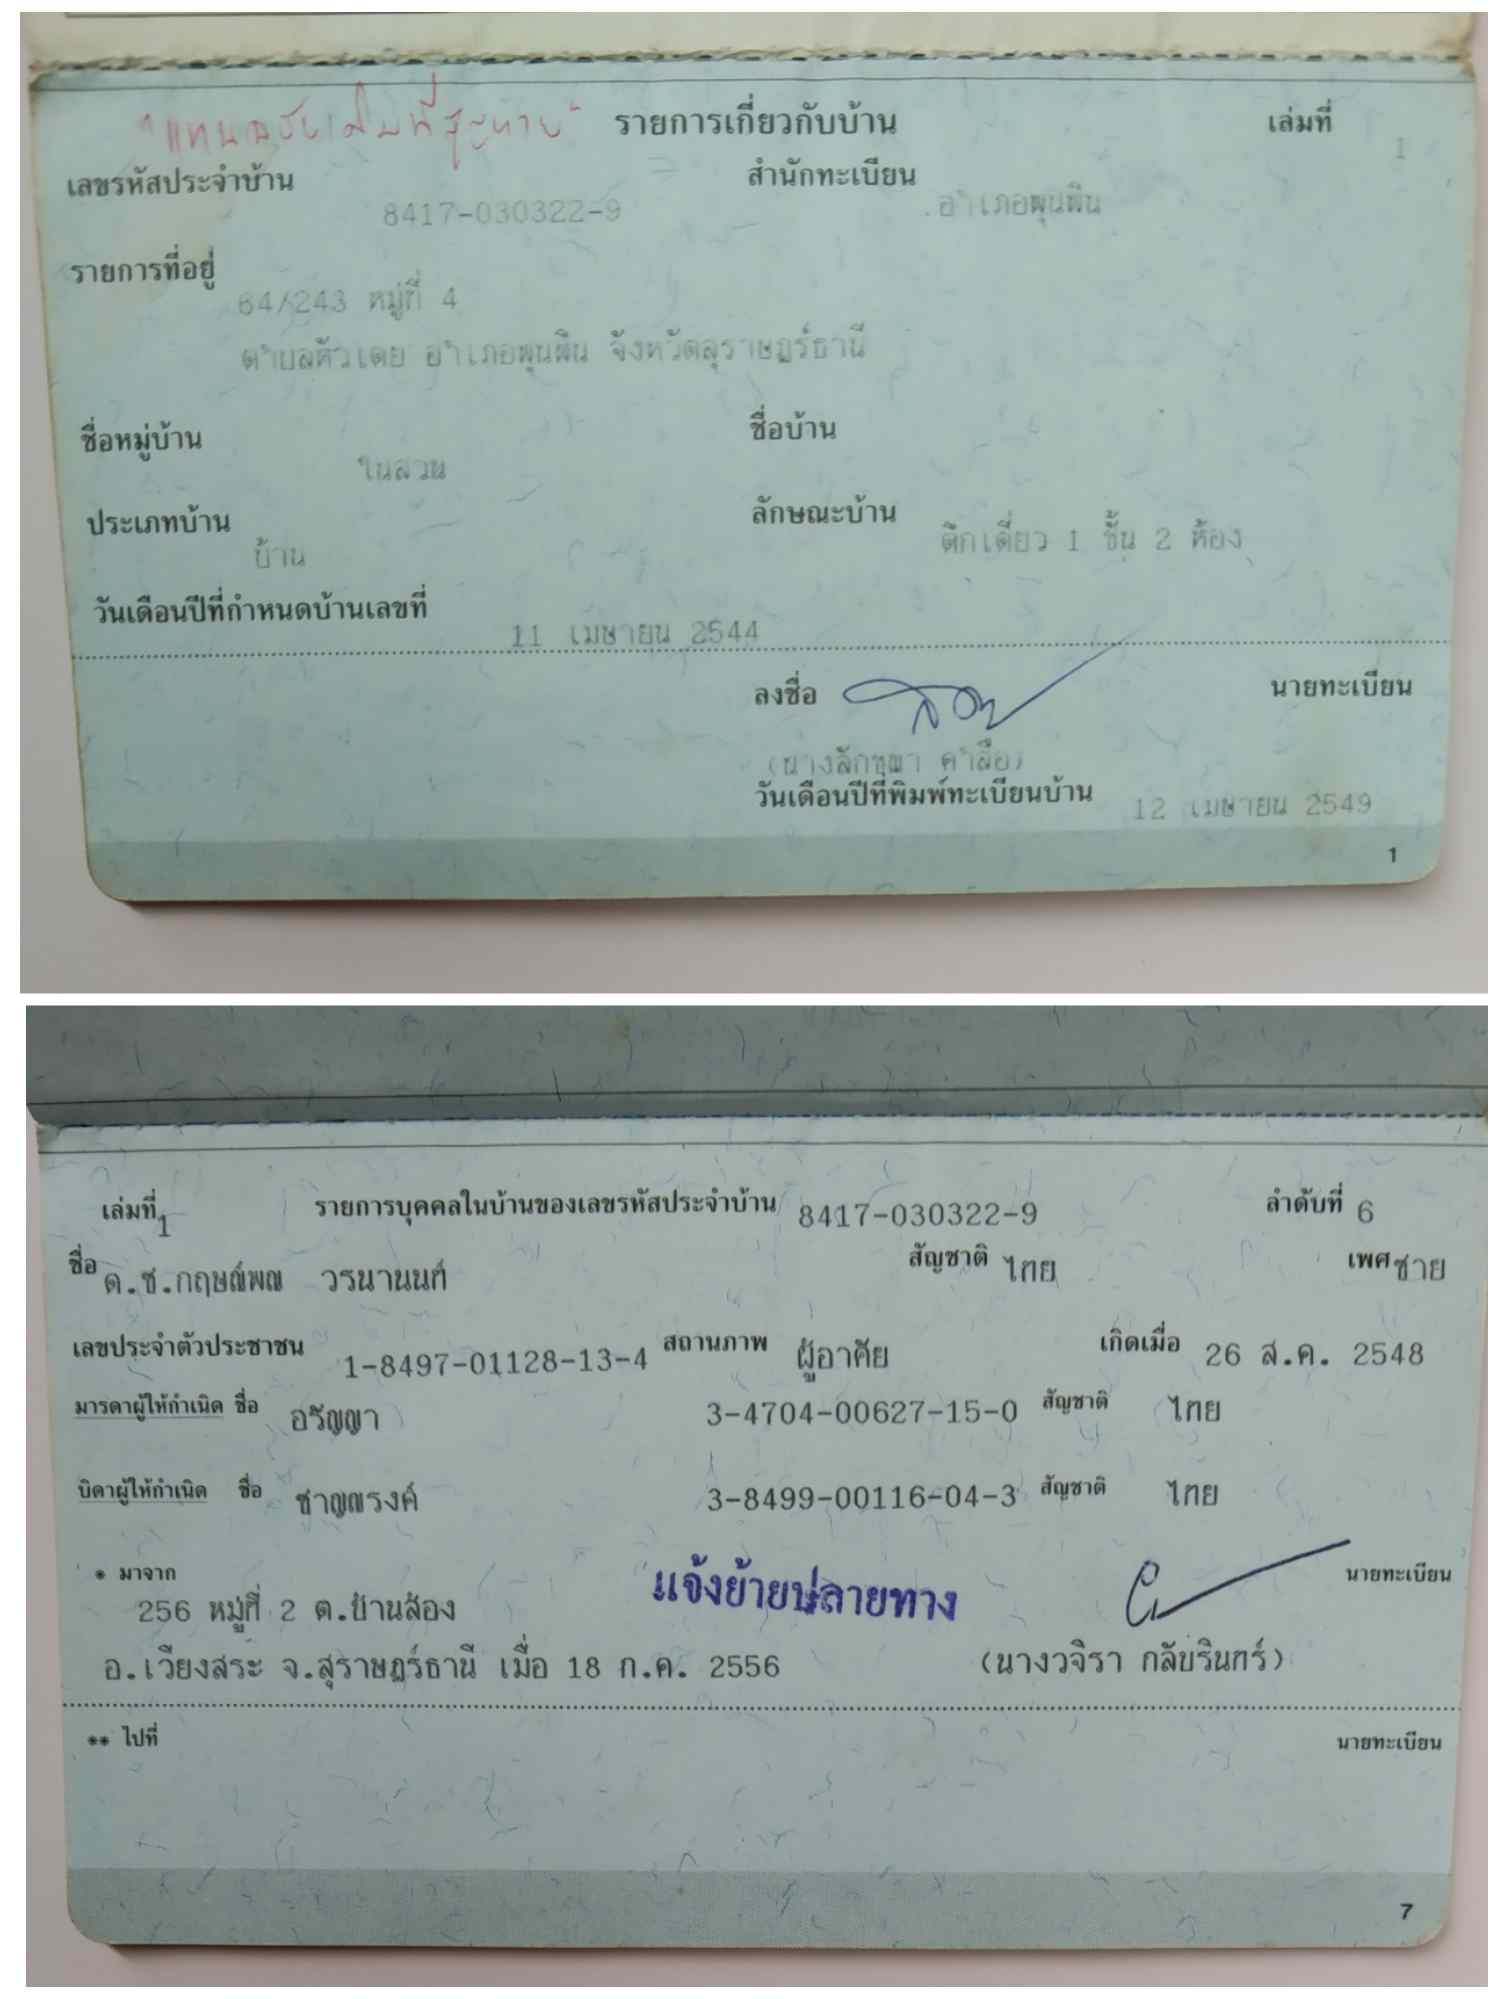 "แทนฉบับเดิมที่สูญหาย" รายการเกี่ยวกับบ้าน เล่มที่ 1
เลขรหัสประจำบ้าน 8417-030322-9 สำนักทะเบียน อำเภอพุนพิน
รายการที่อยู่
64/243 หมู่ที่ 4
ตำบลหัวเตย อำเภอพุนพิน จังหวัดสุราษฎร์ธานี
ชื่อหมู่บ้าน ในสวน ชื่อบ้าน
ประเภทบ้าน บ้าน ลักษณะบ้าน ตึกเดี่ยว 1 ชั้น 2 ห้อง
วันเดือนปีที่กำหนดบ้านเลขที่ 11 เมษายน 2544
ลงชื่อ นายทะเบียน
(นางลักขณา คำลือ)
วันเดือนปีที่พิมพ์ทะเบียนบ้าน 12 เมษายน 2549
1
เล่มที่ 1 รายการบุคคลในบ้านของเลขรหัสประจำบ้าน 8417-030322-9 ลำดับที่ 6
ชื่อ ด.ช.กฤษณ์พณ วรนานนท์ สัญชาติ ไทย เพศ ชาย
เลขประจำตัวประชาชน 1-8497-01128-13-4 สถานภาพ ผู้อาศัย เกิดเมื่อ 26 ส.ค. 2548
มารดาผู้ให้กำเนิด ชื่อ อรัญญา 3-4704-00627-15-0 สัญชาติ ไทย
บิดาผู้ให้กำเนิด ชื่อ ชาญณรงค์ 3-8499-00116-04-3 สัญชาติ ไทย
* มาจาก แจ้งย้ายปลายทาง นายทะเบียน
256 หมู่ที่ 2 ต.บ้านส้อง
อ.เวียงสระ จ.สุราษฎร์ธานี เมื่อ 18 ก.ค. 2556 (นางวจิรา กลับรินทร์)
** ไปที่ นายทะเบียน
7